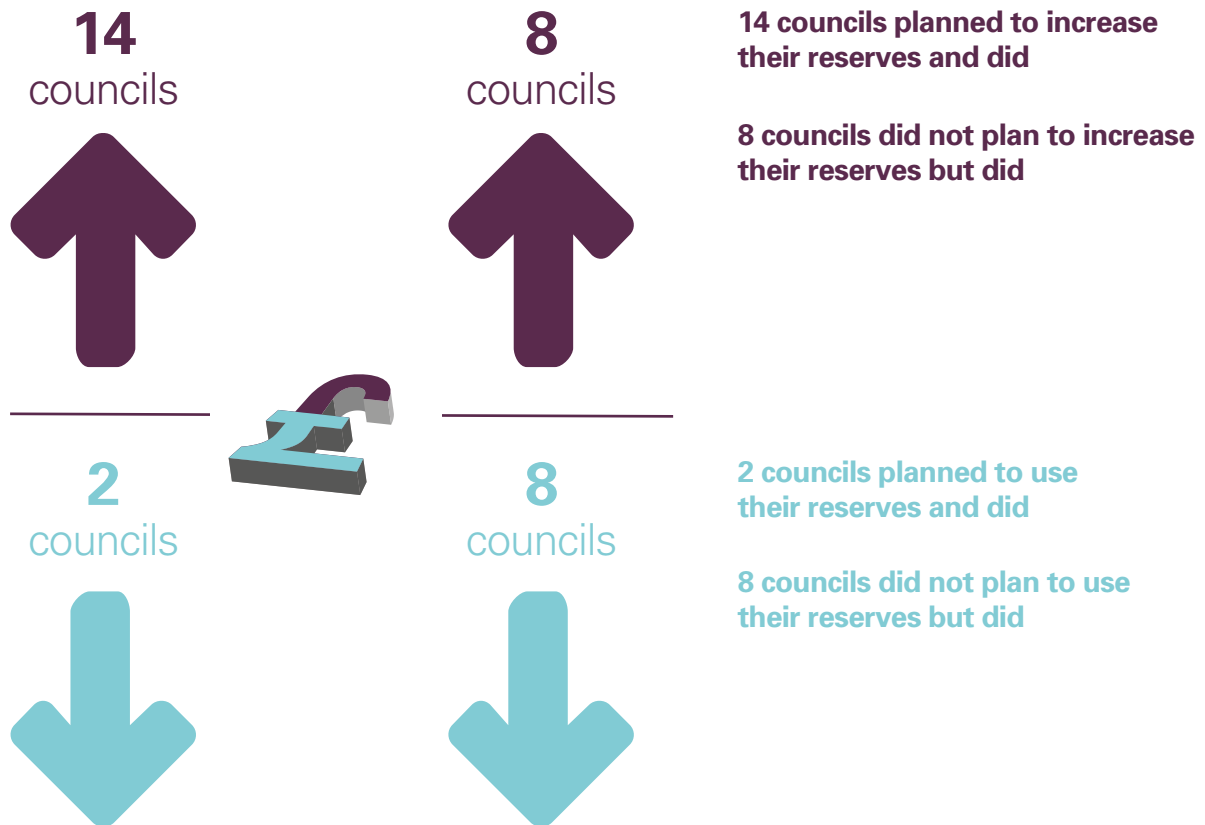 14
councils
8
councils
14 councils planned to increase
their reserves and did
8 councils did not plan to increase
their reserves but did
£
2
councils
8
councils
2 councils planned to use
their reserves and did
8 councils did not plan to use
their reserves but did